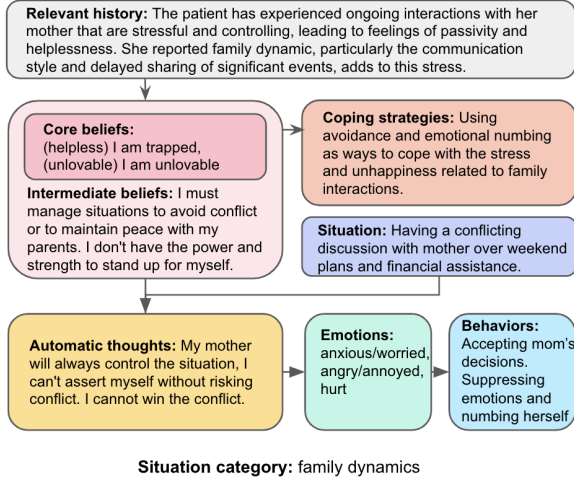 Relevant history: The patient has experienced ongoing interactions with her
mother that are stressful and controlling, leading to feelings of passivity and
helplessness. She reported family dynamic, particularly the communication
style and delayed sharing of significant events, adds to this stress.
Core beliefs:
(helpless) I am trapped,
(unlovable) I am unlovable
Intermediate beliefs: I must
manage situations to avoid conflict
or to maintain peace with my
parents. I don't have the power and
strength to stand up for myself.
Coping strategies: Using
avoidance and emotional numbing
as ways to cope with the stress
and unhappiness related to family
interactions.
Situation: Having a conflicting
discussion with mother over weekend
plans and financial assistance.
Automatic thoughts: My mother
will always control the situation, I
can't assert myself without risking
conflict. I cannot win the conflict.
Emotions:
anxious/worried,
angry/annoyed,
hurt
Behaviors:
Accepting mom's
decisions.
Suppressing
emotions and
numbing herself
Situation category: family dynamics